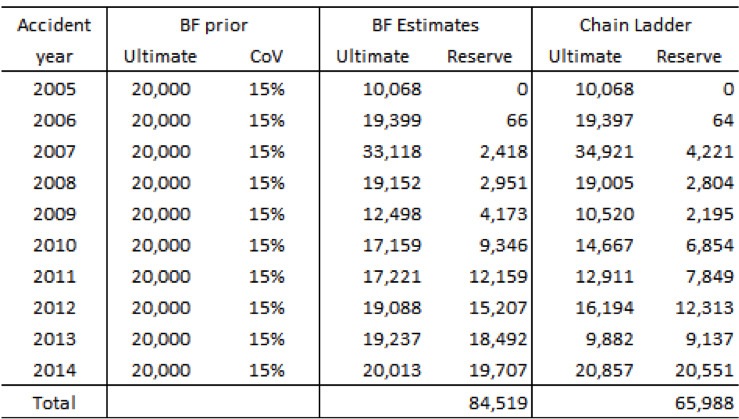 Accident BF prior BF Estimates Chain Ladder
year Ultimate CoV Ultimate Reserve Ultimate Reserve
2005 20,000 15% 10,068 0 10,068 0
2006 20,000 15% 19,399 66 19,397 64
2007 20,000 15% 33,118 2,418 34,921 4,221
2008 20,000 15% 19,152 2,951 19,005 2,804
2009 20,000 15% 12,498 4,173 10,520 2,195
2010 20,000 15% 17,159 9,346 14,667 6,854
2011 20,000 15% 17,221 12,159 12,911 7,849
2012 20,000 15% 19,088 15,207 16,194 12,313
2013 20,000 15% 19,237 18,492 9,882 9,137
2014 20,000 15% 20,013 19,707 20,857 20,551
Total 84,519 65,988